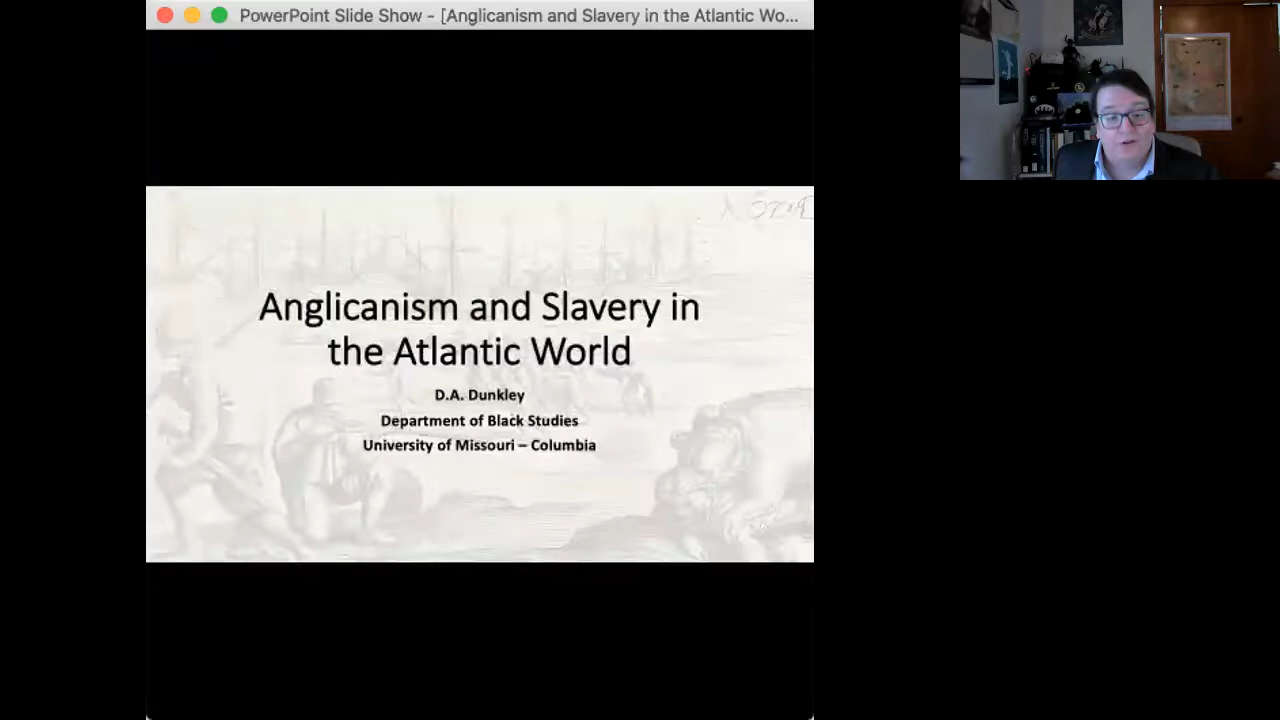 PowerPoint Slide Show - [Anglicanism and Slavery in the Atlantic Wo...
Anglicanism and Slavery in
the Atlantic World
D.A. Dunkley
Department of Black Studies
University of Missouri – Columbia